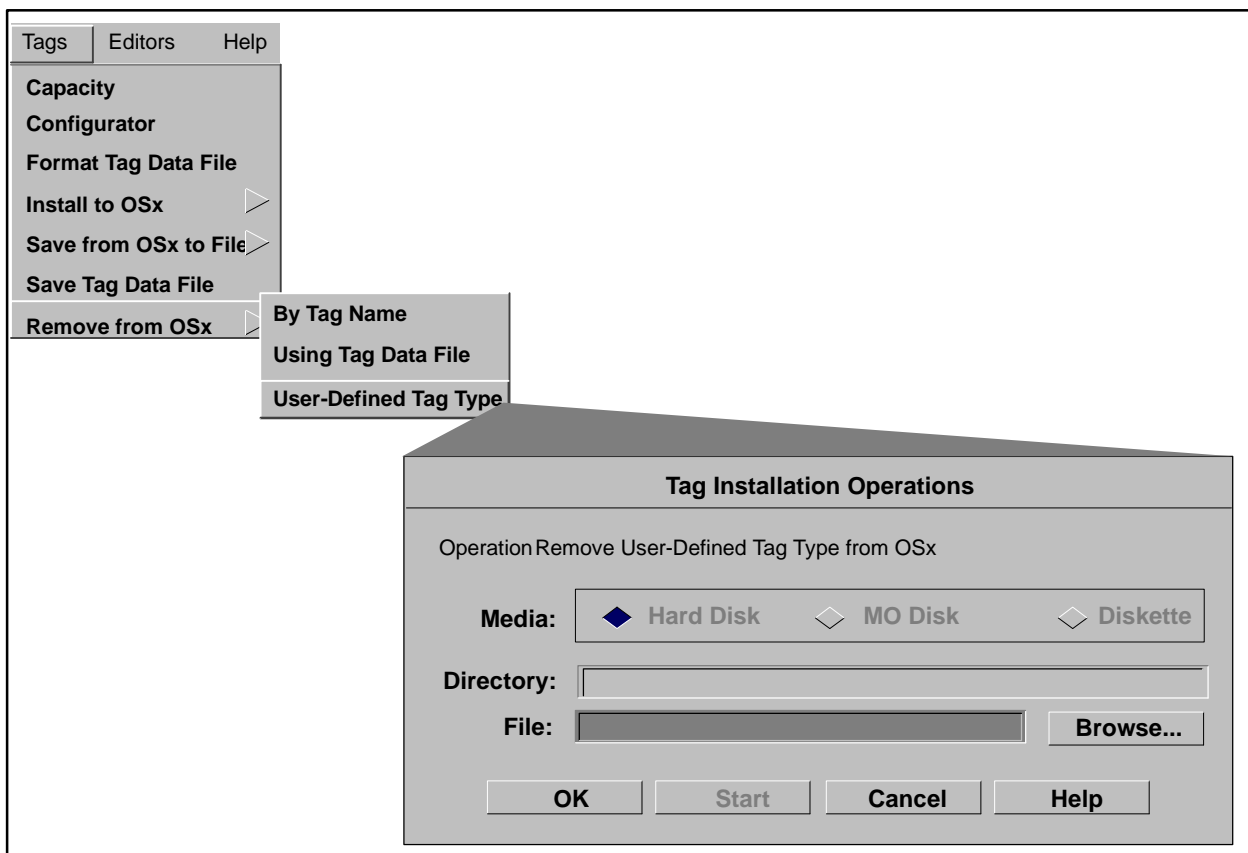 Tags Editors Help
Capacity
Configurator
Format Tag Data File
Install to OSx
Save from OSx to File
Save Tag Data File
Remove from OSx
By Tag Name
Using Tag Data File
User-Defined Tag Type
Tag Installation Operations
Operation Remove User-Defined Tag Type from OSx
Media: Hard Disk MO Disk Diskette
Directory:
File: Browse...
OK Start Cancel Help